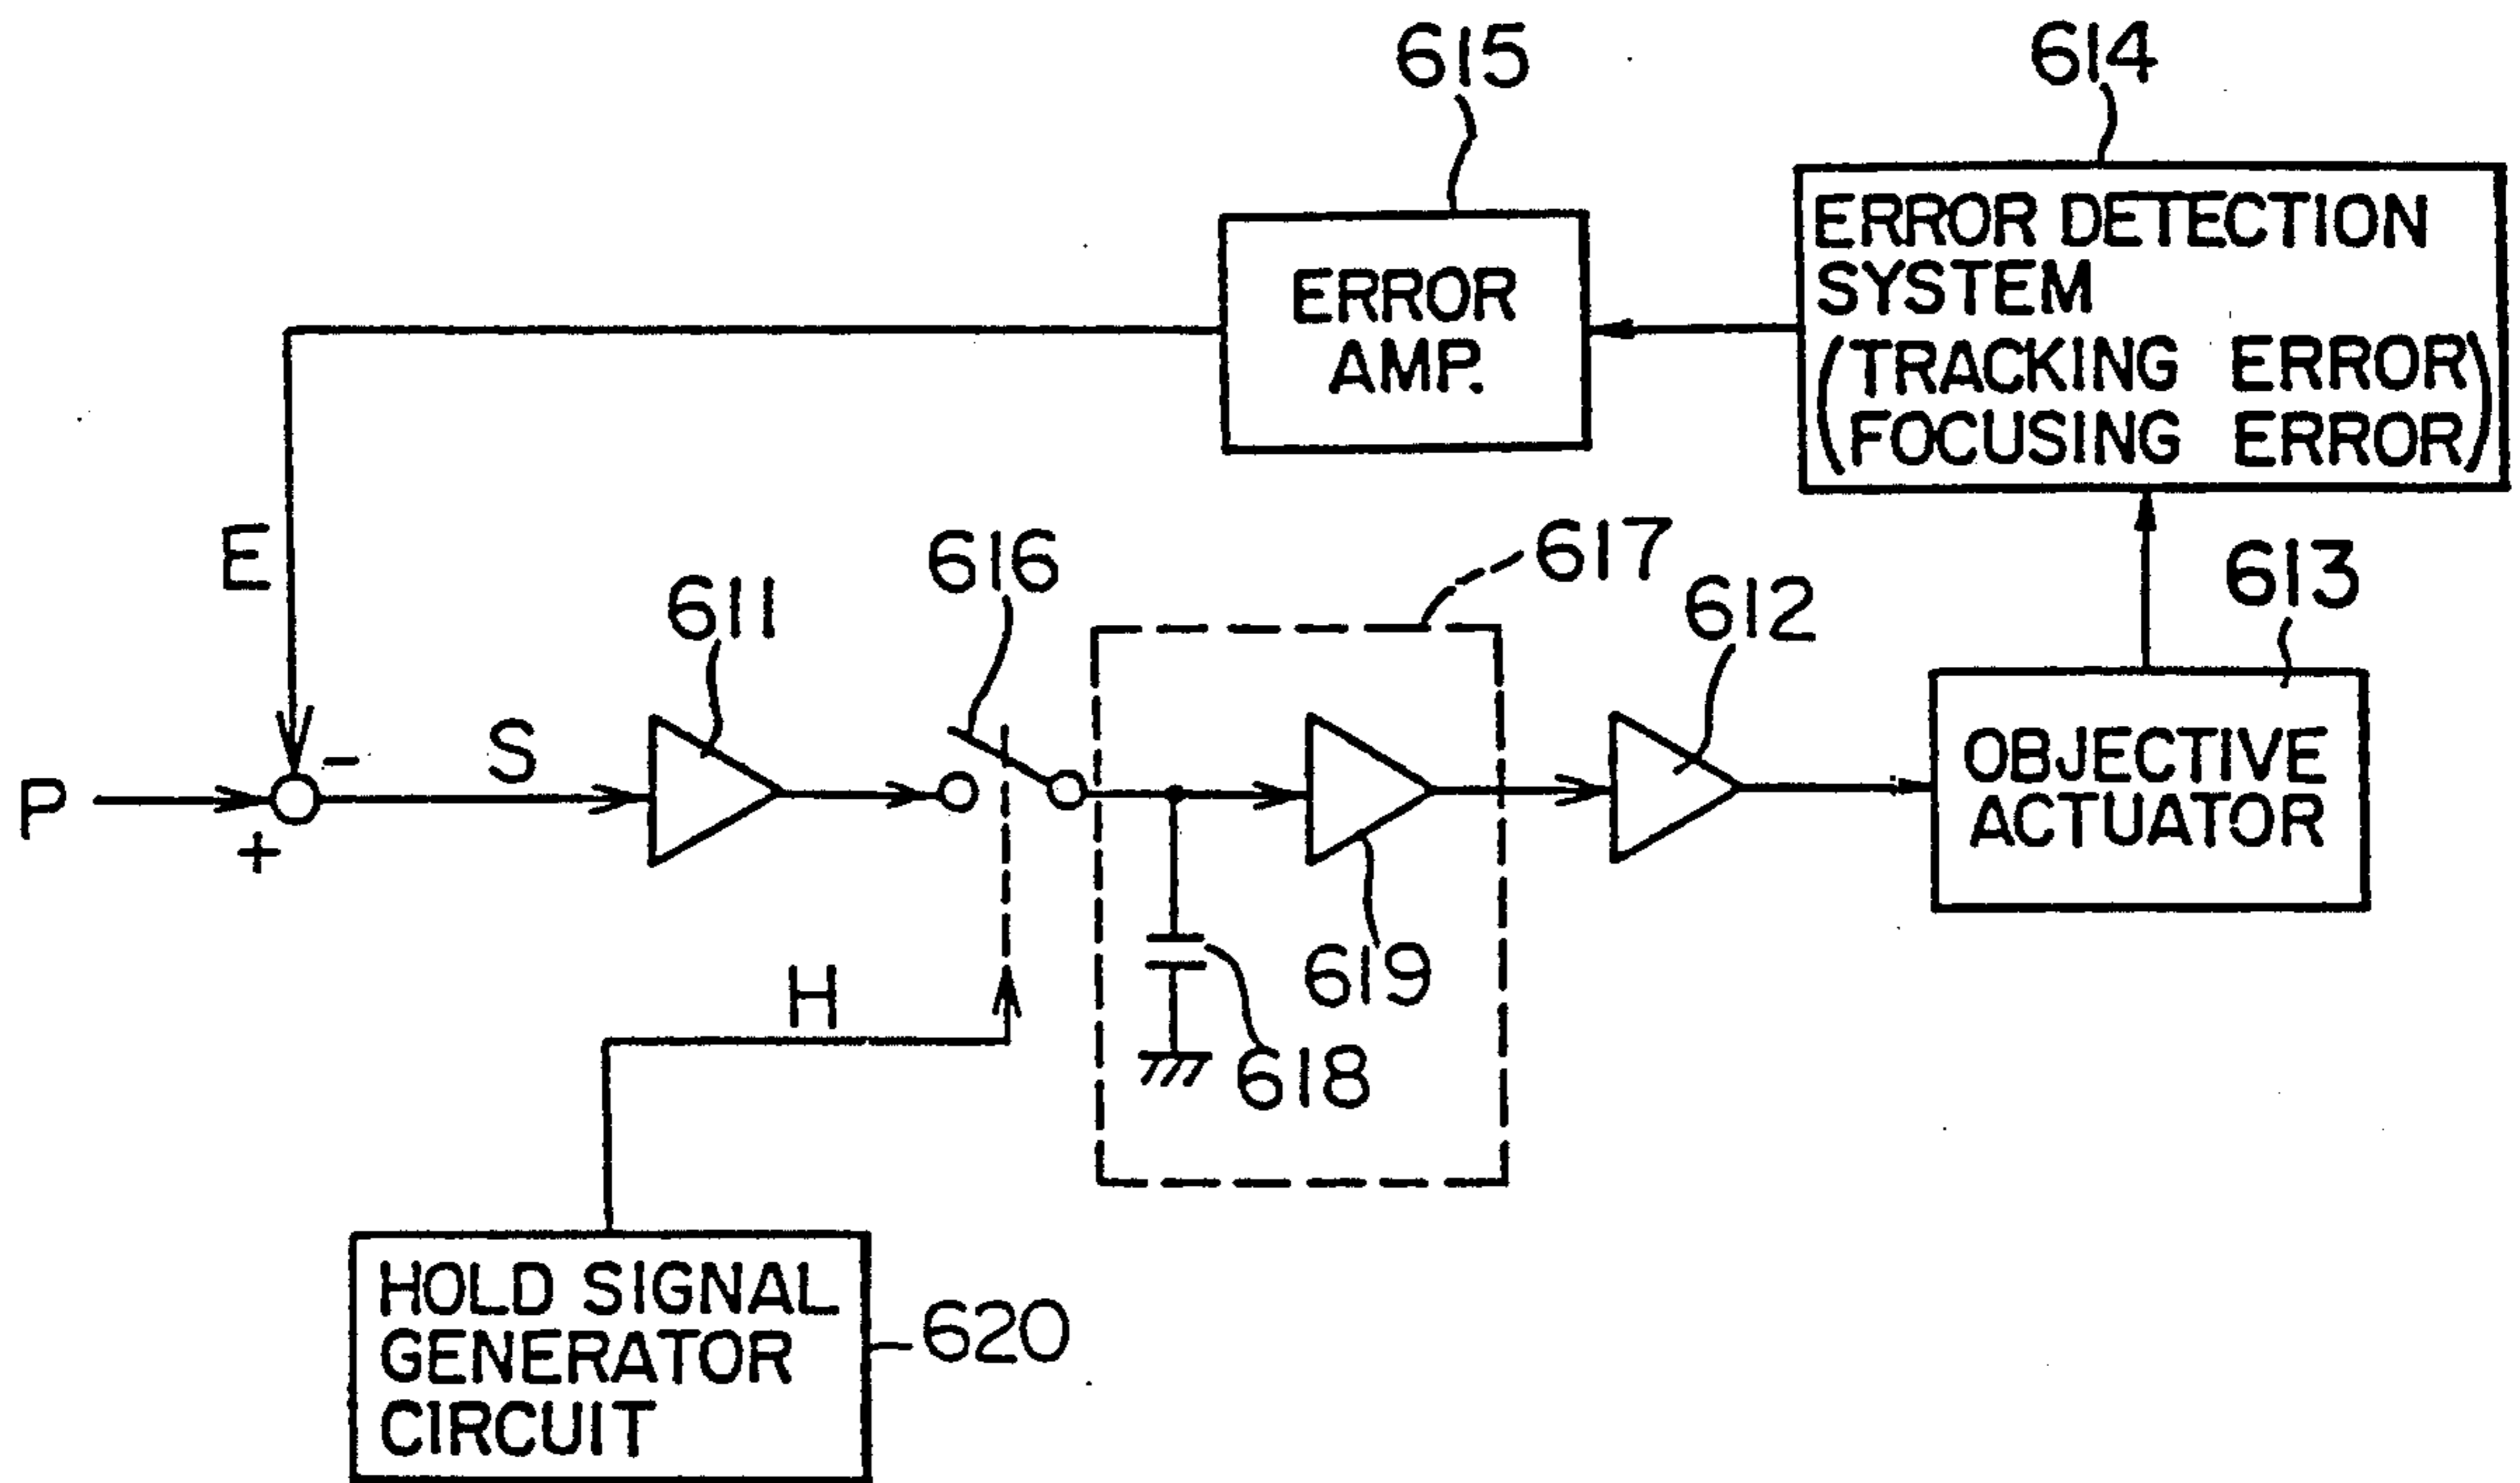 615
614
ERROR DETECTION
SYSTEM
(TRACKING ERROR)
(FOCUSING ERROR)
ERROR
AMP.
E
611
616
617
612
613
P
+
-
S
OBJECTIVE
ACTUATOR
619
618
H
HOLD SIGNAL
GENERATOR
CIRCUIT
620